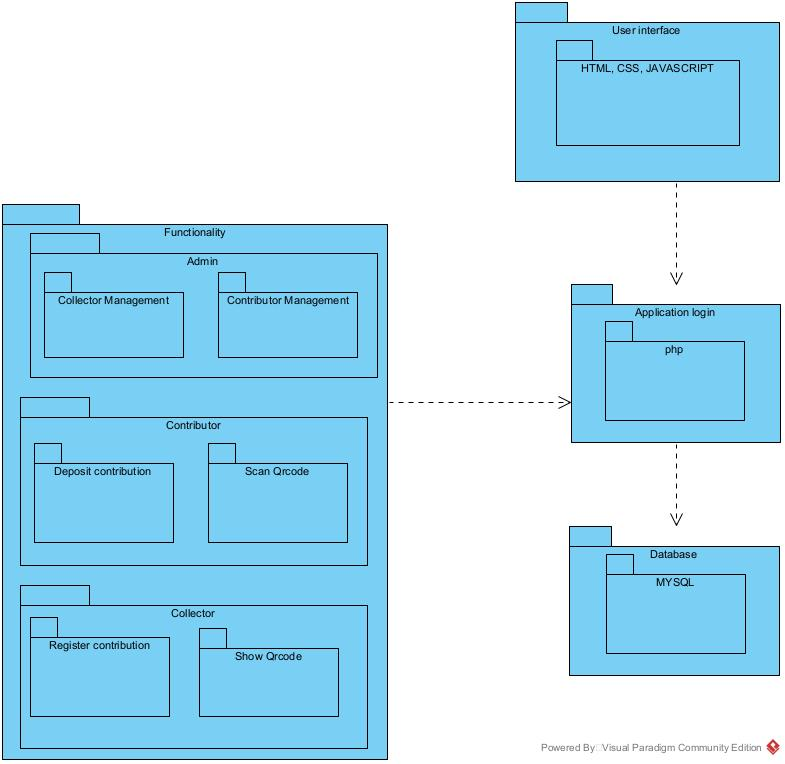 User interface
HTML, CSS, JAVASCRIPT
Functionality
Admin
Collector Management
Contributor Management
Contributor
Deposit contribution
Scan Qrcode
Collector
Register contribution
Show Qrcode
Application login
php
Database
MYSQL
Powered By Visual Paradigm Community Edition